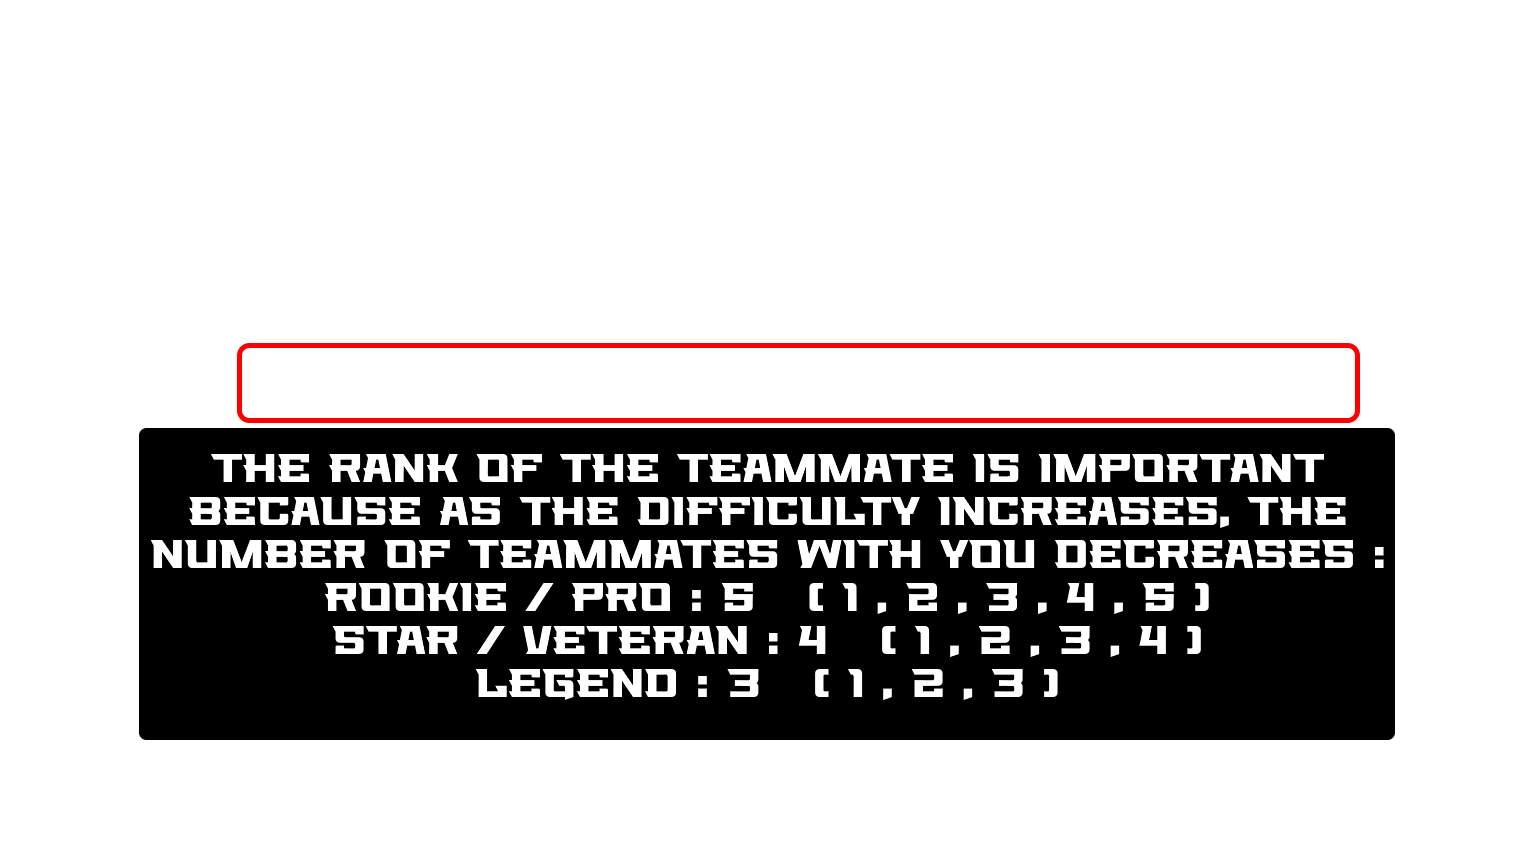 THE RANK OF THE TEAMMATE IS IMPORTANT
BECAUSE AS THE DIFFICULTY INCREASES, THE
NUMBER OF TEAMMATES WITH YOU DECREASES :
ROOKIE / PRO : 5 ( 1 , 2 , 3 , 4 , 5 )
STAR / VETERAN : 4 ( 1 , 2 , 3 , 4 )
LEGEND : 3 ( 1 , 2 , 3 )